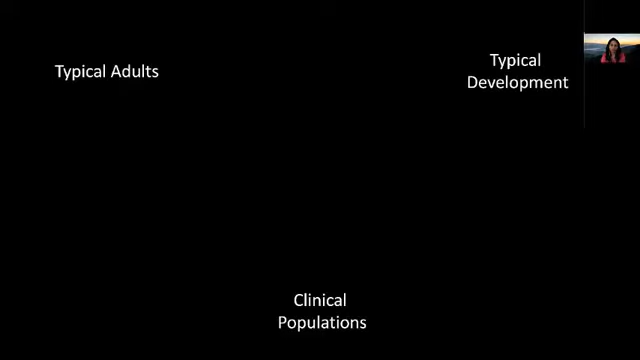 Typical Adults
Typical
Development
Clinical
Populations